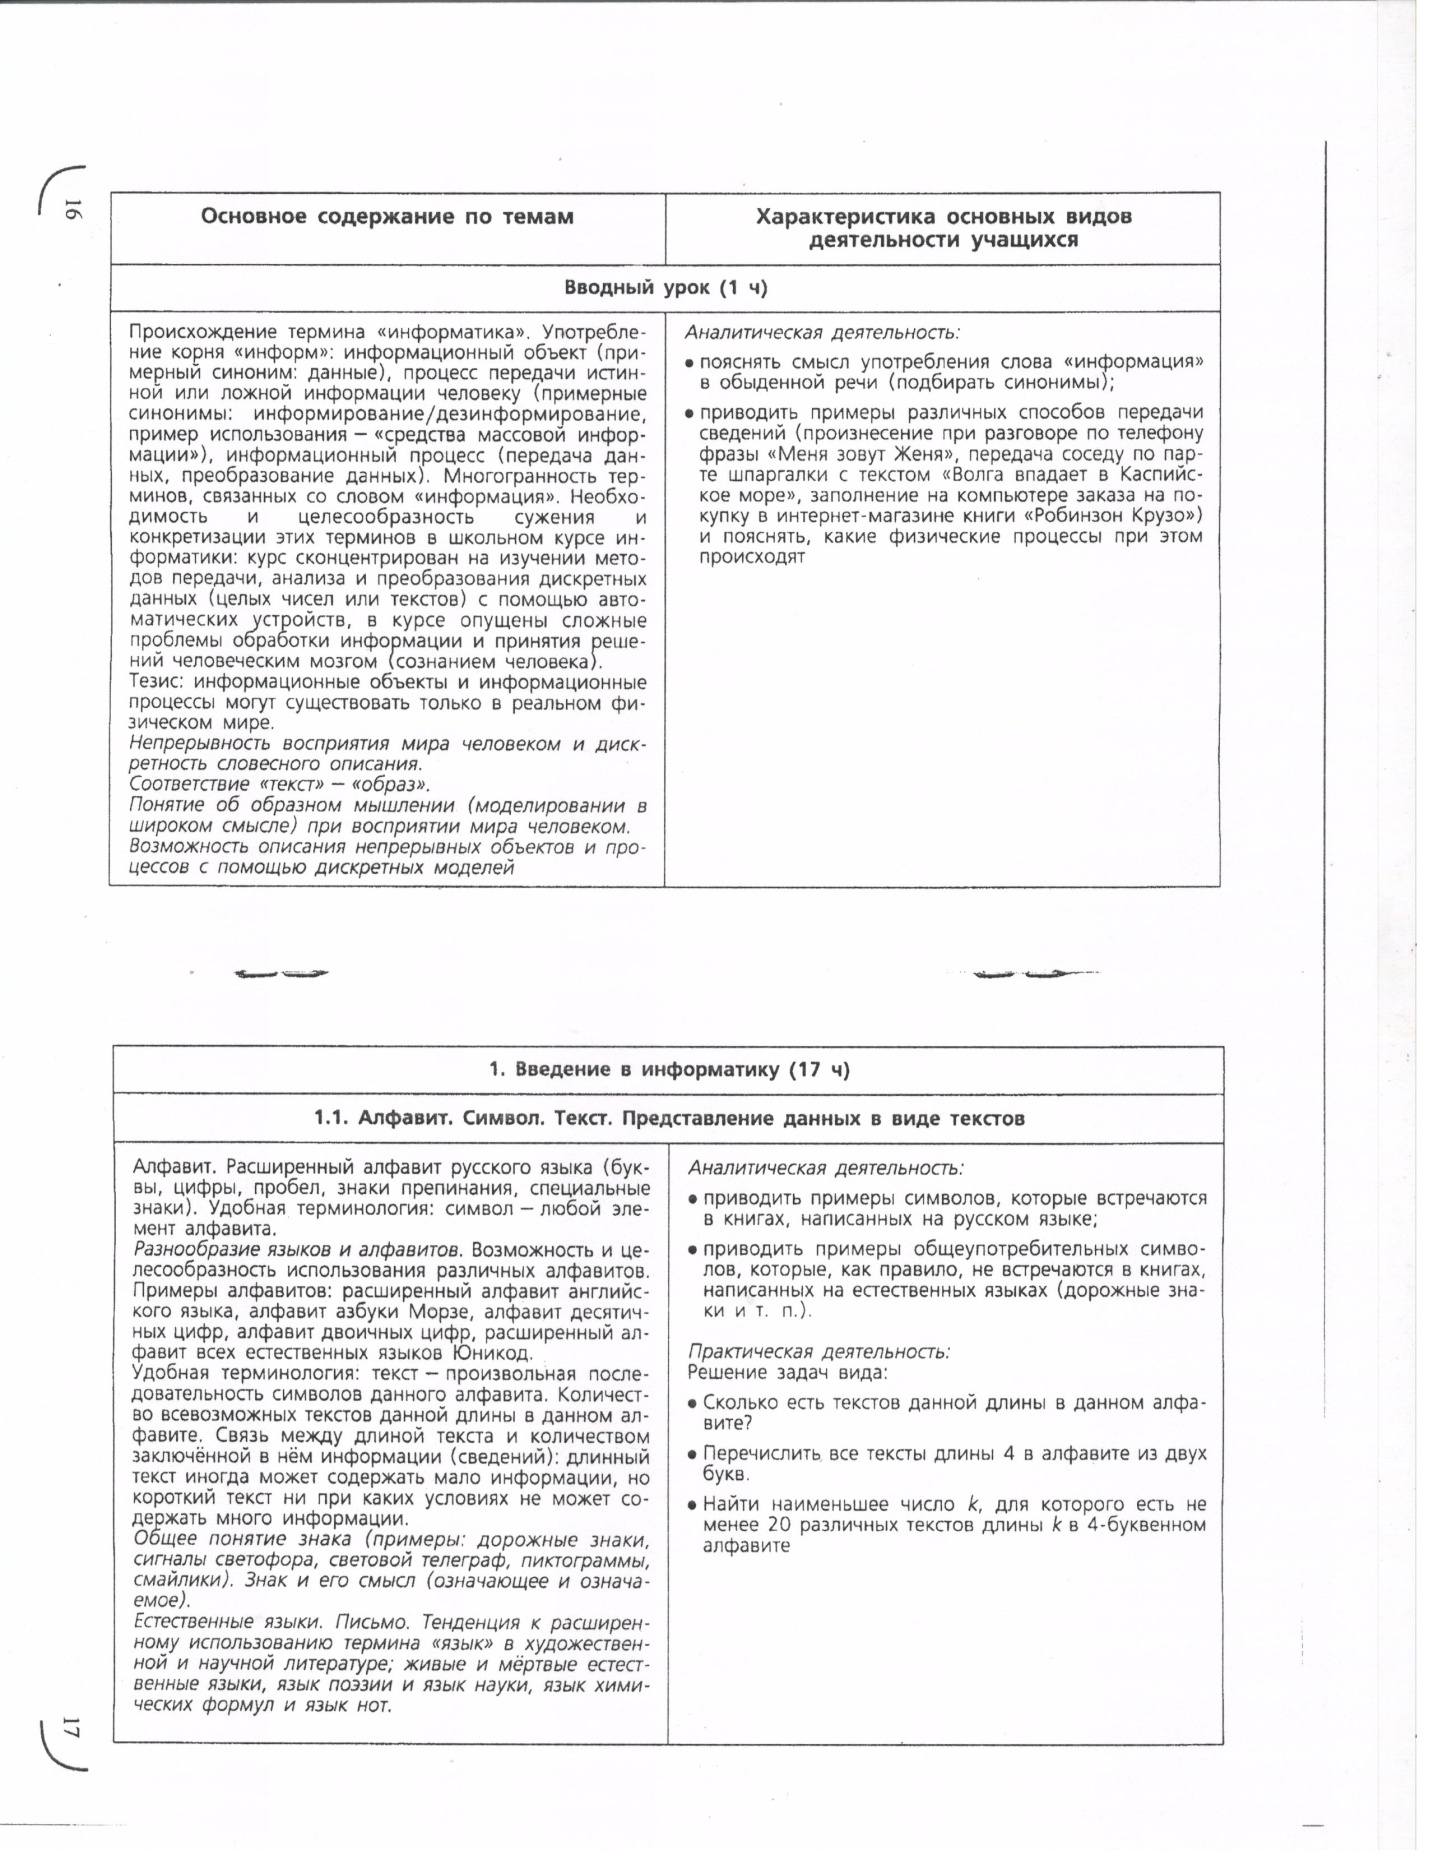 16
Основное содержание по темам
Характеристика основных видов
деятельности учащихся
Вводный урок (1 ч)
Происхождение термина «информатика». Употребле-
ние корня «информ»: информационный объект (при-
мерный синоним: данные), процесс передачи истин-
ной или ложной информации человеку (примерные
синонимы: информирование/дезинформирование,
пример использования – «средства массовой инфор-
мации»), информационный процесс (передача дан-
ных, преобразование данных). Многогранность тер-
минов, связанных со словом «информация». Необхо-
димость и целесообразность сужения и
конкретизации этих терминов в школьном курсе ин-
форматики: курс сконцентрирован на изучении мето-
дов передачи, анализа и преобразования дискретных
данных (целых чисел или текстов) с помощью авто-
матических устройств, в курсе опущены сложные
проблемы обработки информации и принятия реше-
ний человеческим мозгом (сознанием человека).
Тезис: информационные объекты и информационные
процессы могут существовать только в реальном фи-
зическом мире.
Непрерывность восприятия мира человеком и диск-
ретность словесного описания.
Соответствие «текст» – «образ».
Понятие об образном мышлении (моделировании в
широком смысле) при восприятии мира человеком.
Возможность описания непрерывных объектов и про-
цессов с помощью дискретных моделей
Аналитическая деятельность:
• пояснять смысл употребления слова «информация»
в обыденной речи (подбирать синонимы);
• приводить примеры различных способов передачи
сведений (произнесение при разговоре по телефону
фразы «Меня зовут Женя», передача соседу по пар-
те шпаргалки с текстом «Волга впадает в Каспийс-
кое море», заполнение на компьютере заказа на по-
купку в интернет-магазине книги «Робинзон Крузо»)
и пояснять, какие физические процессы при этом
происходят
1. Введение в информатику (17 ч)
1.1. Алфавит. Символ. Текст. Представление данных в виде текстов
Алфавит. Расширенный алфавит русского языка (бук-
вы, цифры, пробел, знаки препинания, специальные
знаки). Удобная терминология: символ – любой эле-
мент алфавита.
Разнообразие языков и алфавитов. Возможность и це-
лесообразность использования различных алфавитов.
Примеры алфавитов: расширенный алфавит английс-
кого языка, алфавит азбуки Морзе, алфавит десятич-
ных цифр, алфавит двоичных цифр, расширенный ал-
фавит всех естественных языков Юникод.
Удобная терминология: текст – произвольная после-
довательность символов данного алфавита. Количест-
во всевозможных текстов данной длины в данном ал-
фавите. Связь между длиной текста и количеством
заключённой в нём информации (сведений): длинный
текст иногда может содержать мало информации, но
короткий текст ни при каких условиях не может со-
держать много информации.
Общее понятие знака (примеры: дорожные знаки,
сигналы светофора, световой телеграф, пиктограммы,
смайлики). Знак и его смысл (означающее и означа-
емое).
Естественные языки. Письмо. Тенденция к расширен-
ному использованию термина «язык» в художествен-
ной и научной литературе; живые и мёртвые естест-
венные языки, язык поэзии и язык науки, язык хими-
ческих формул и язык нот.
Аналитическая деятельность:
• приводить примеры символов, которые встречаются
в книгах, написанных на русском языке;
• приводить примеры общеупотребительных симво-
лов, которые, как правило, не встречаются в книгах,
написанных на естественных языках (дорожные зна-
ки и т. п.).
Практическая деятельность:
Решение задач вида:
• Сколько есть текстов данной длины в данном алфа-
вите?
• Перечислить все тексты длины 4 в алфавите из двух
букв.
• Найти наименьшее число k, для которого есть не
менее 20 различных текстов длины k в 4-буквенном
алфавите
17